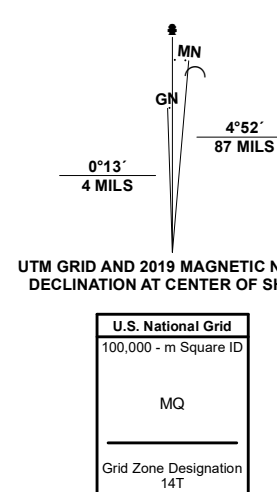 MN
GN
4°52´
87 MILS
0°13´
4 MILS
UTM GRID AND 2019 MAGNETIC N
DECLINATION AT CENTER OF SH
U.S. National Grid
100,000 - m Square ID
MQ
Grid Zone Designation
14T